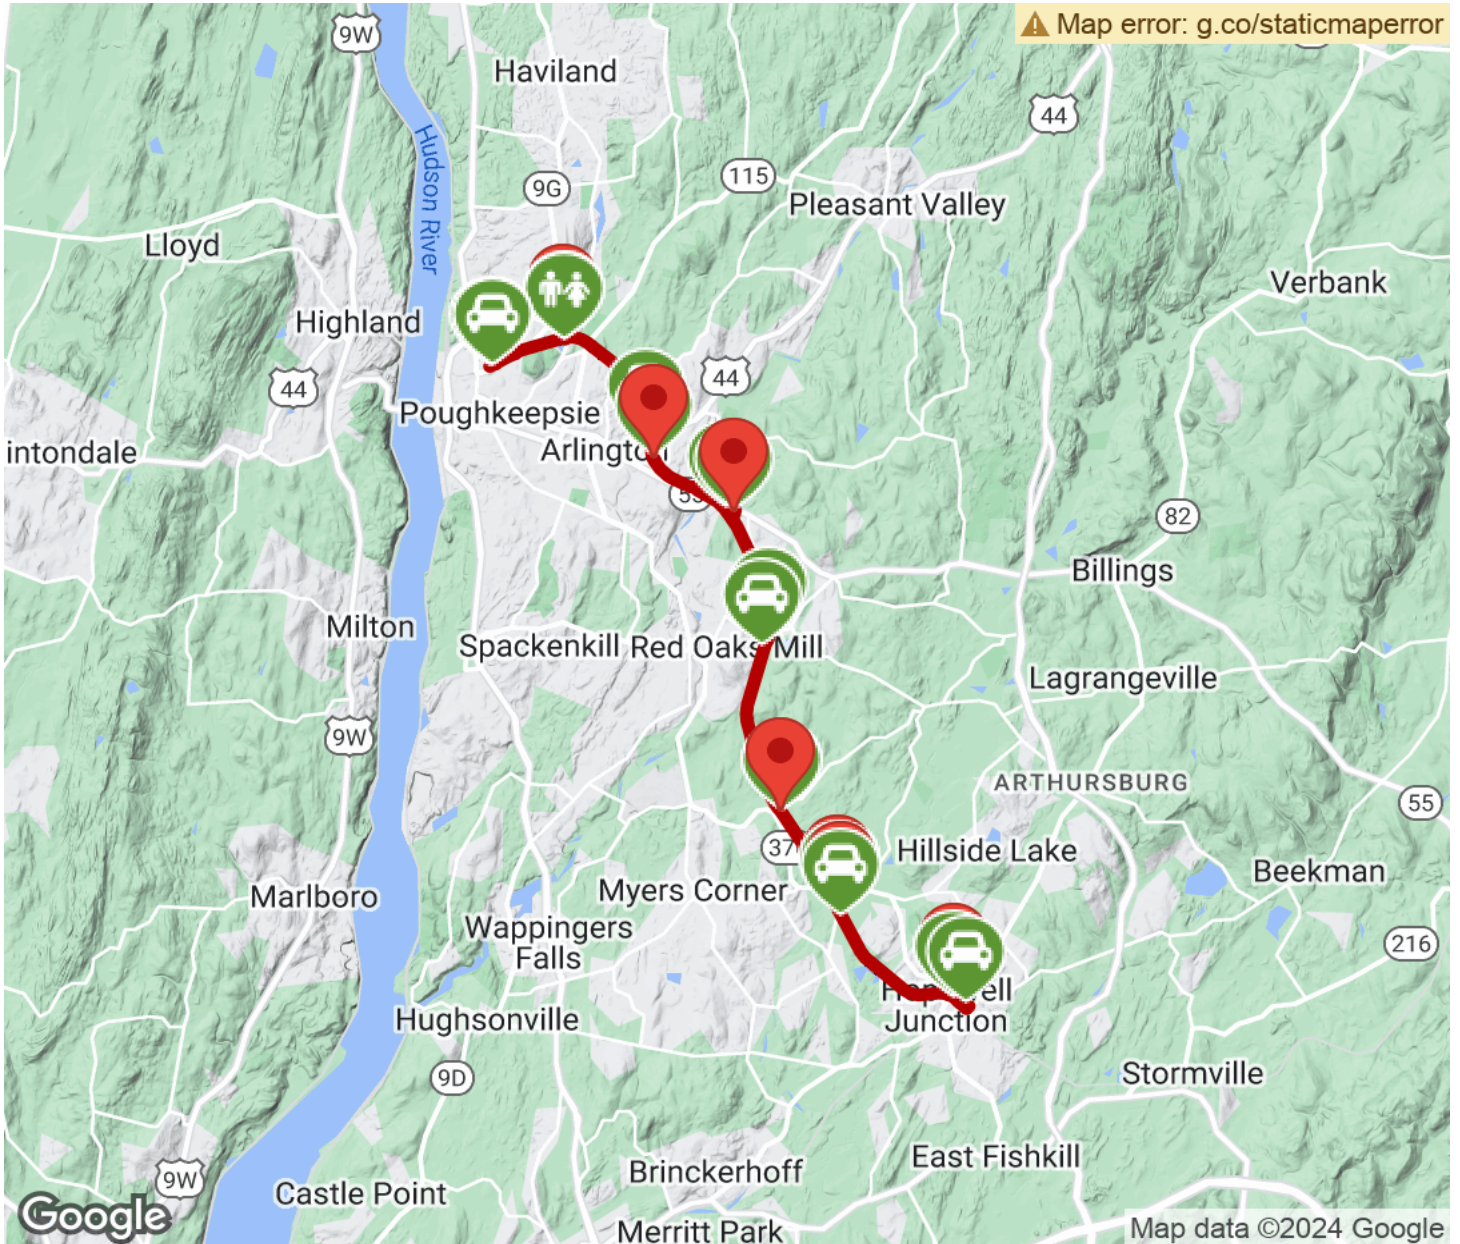 Map error: g.co/staticmaperror
9W
Haviland
44
Hudson River
9G
115
Pleasant Valley
Lloyd
Verbank
Highland
44
44
Poughkeepsie
Arlington
intondale
55
82
Billings
Milton
Spackenkill
Red Oaks Mill
Lagrangeville
9W
ARTHURSBURG
55
37
Hillside Lake
Beekman
Myers Corner
Marlboro
Wappingers
Falls
216
Hopewell
Junction
Hughsonville
Stormville
9D
East Fishkill
Brinckerhoff
9W
Castle Point
Google
Merritt Park
Map data ©2024 Google